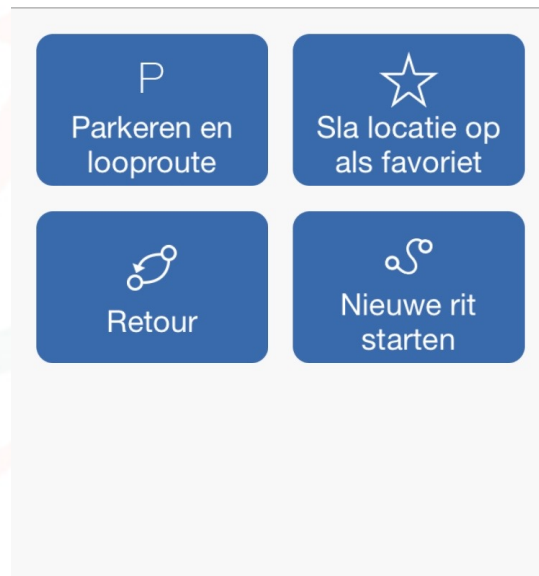 P
Parkeren en
looproute
Sla locatie op
als favoriet
Retour
Nieuwe rit
starten